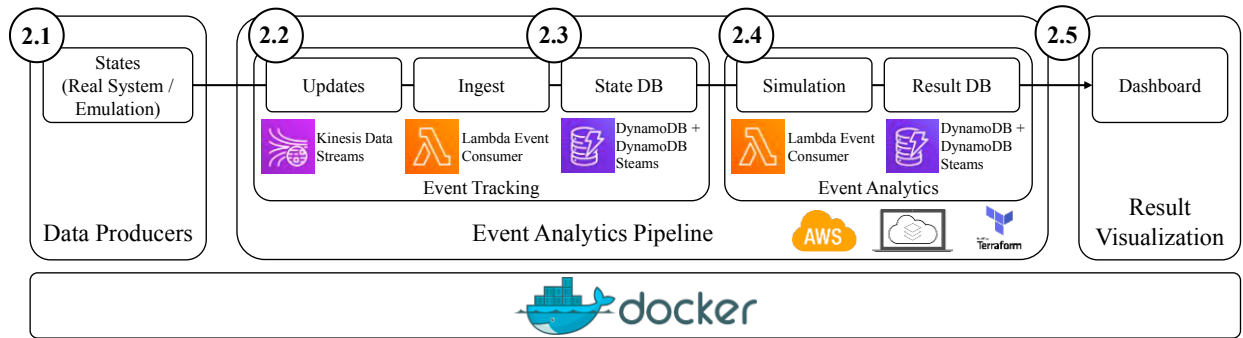 2.1
2.2
2.3
2.4
2.5
States
(Real System /
Emulation)
Updates
Ingest
State DB
Simulation
Result DB
Dashboard
Kinesis Data
Streams
Lambda Event
Consumer
DynamoDB +
DynamoDB
Steams
Lambda Event
Consumer
DynamoDB +
DynamoDB
Steams
Event Tracking
Event Analytics
Data Producers
Event Analytics Pipeline
AWS
Terraform
Result
Visualization
docker